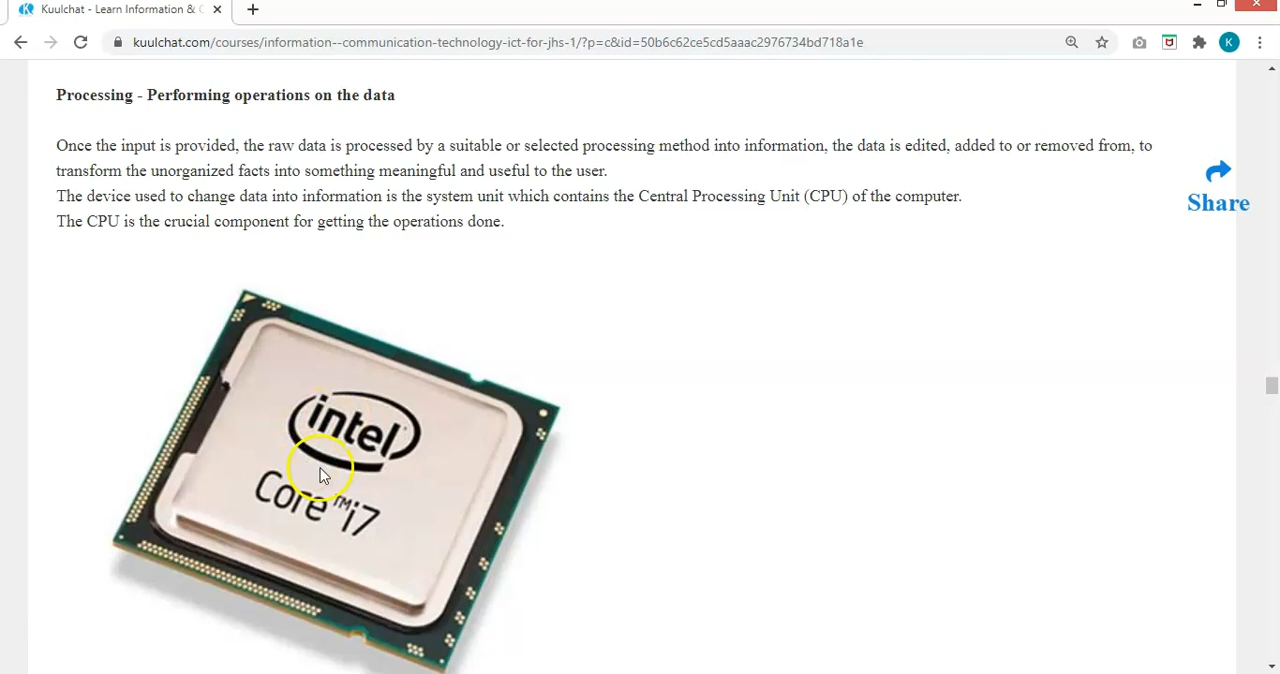 Kuulchat - Learn Information & C
kuulchat.com/courses/information--communication-technology-ict-for-jhs-1/?p=c&id=50b6c62ce5cd5aaac2976734bd718a1e
K
Processing - Performing operations on the data
Once the input is provided, the raw data is processed by a suitable or selected processing method into information, the data is edited, added to or removed from, to
transform the unorganized facts into something meaningful and useful to the user.
The device used to change data into information is the system unit which contains the Central Processing Unit (CPU) of the computer.
The CPU is the crucial component for getting the operations done.
Share
intel
Core™i7